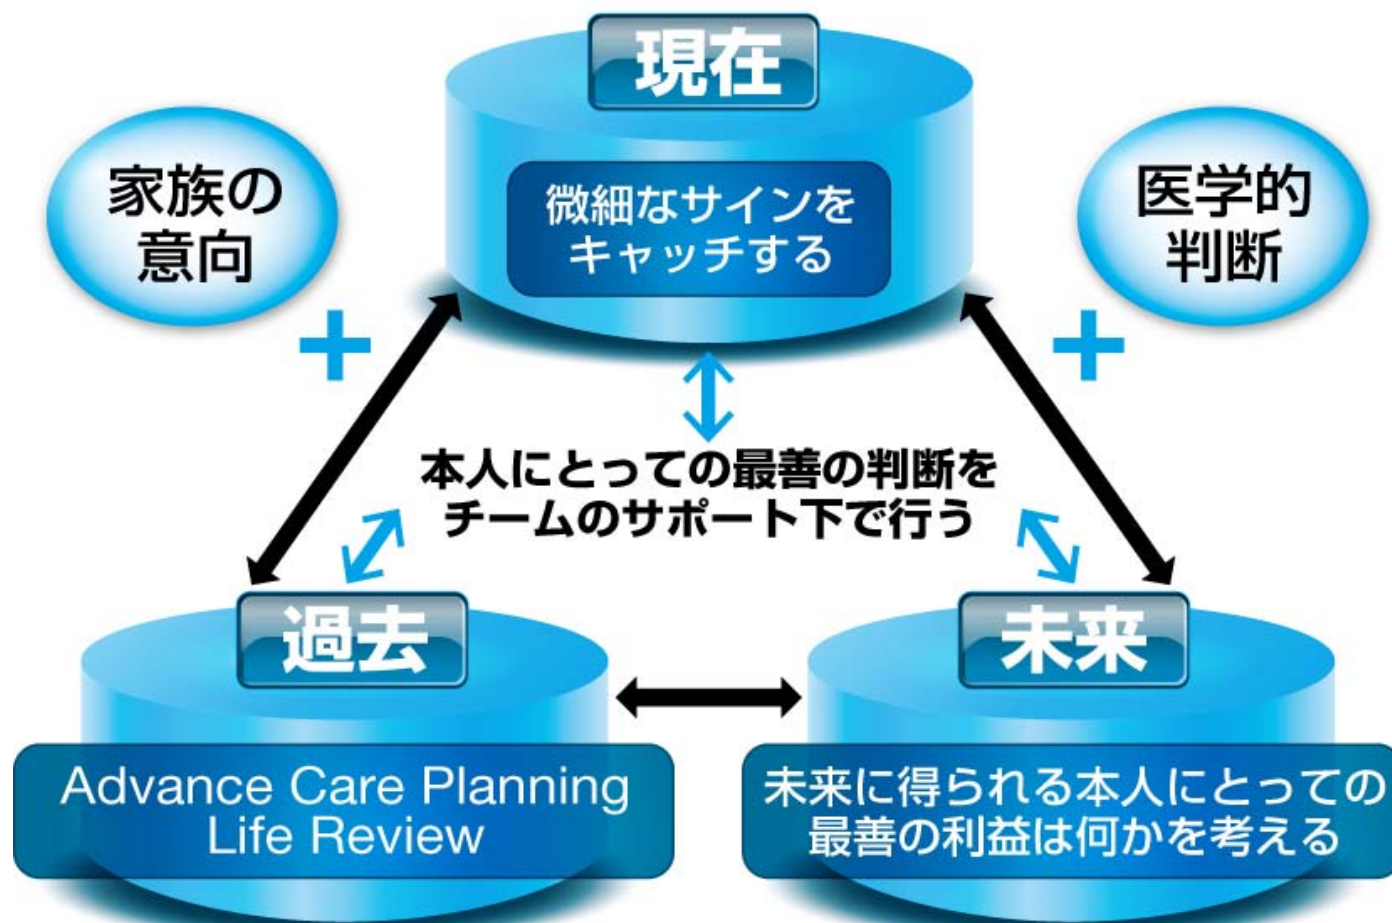 現在
微細なサインを
キャッチする
家族の
意向
医学的
判断
+
+
本人にとっての最善の判断を
チームのサポート下で行う
過去
Advance Care Planning
Life Review
未来
未来に得られる本人にとっての
最善の利益は何かを考える